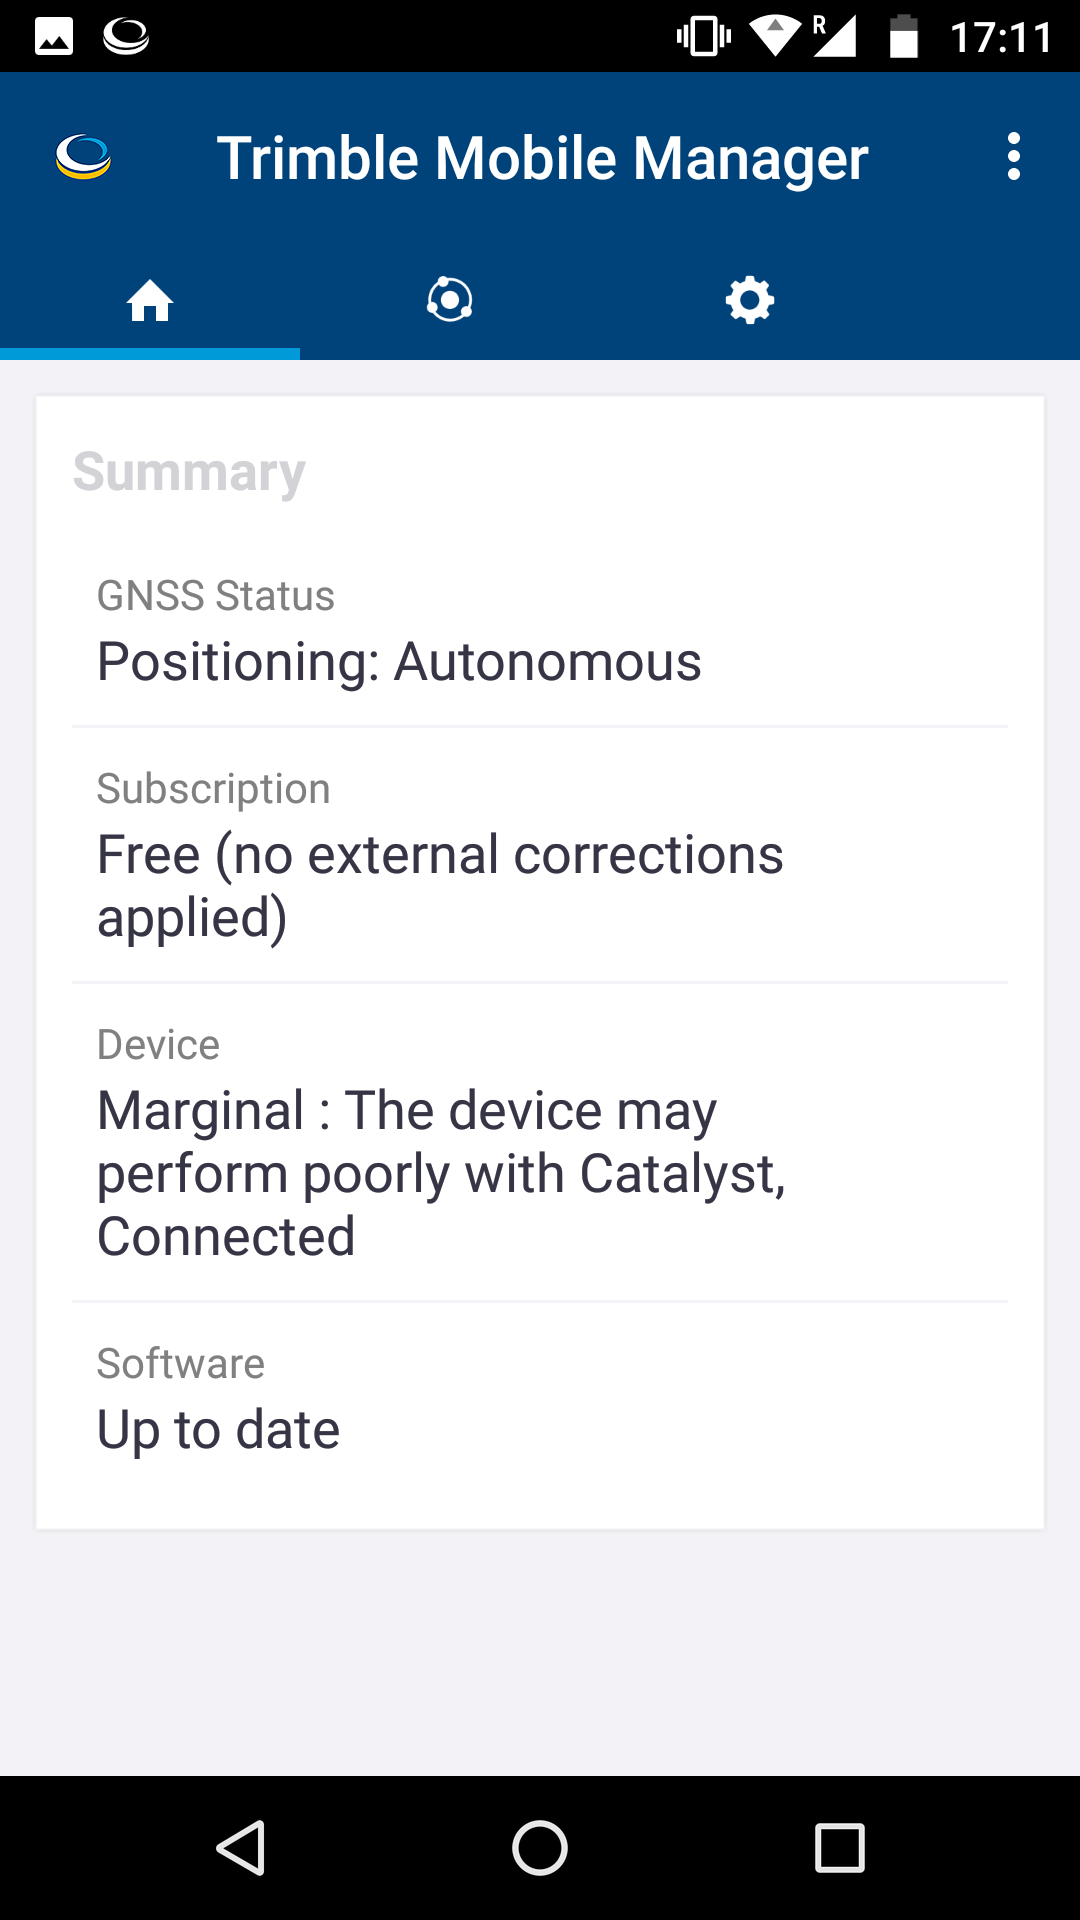 R 17:11
Trimble Mobile Manager
Summary
GNSS Status
Positioning: Autonomous
Subscription
Free (no external corrections
applied)
Device
Marginal : The device may
perform poorly with Catalyst,
Connected
Software
Up to date